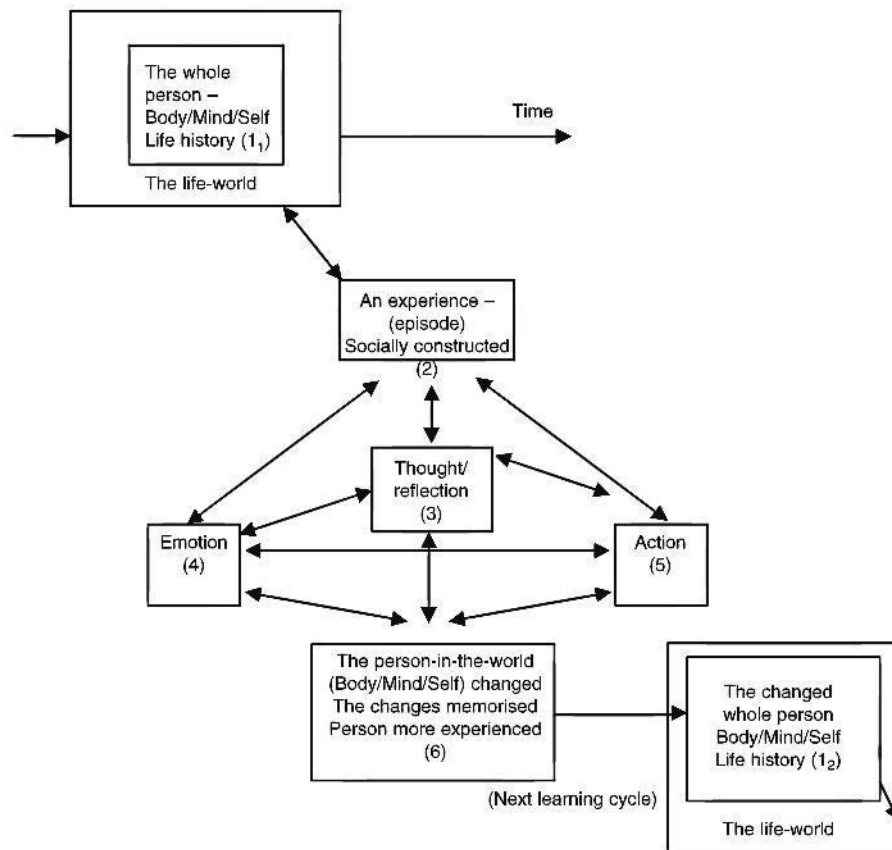 The whole
person –
Body/Mind/Self
Life history (1₁)
The life-world
Time
An experience –
(episode)
Socially constructed
(2)
Thought/
reflection
(3)
Emotion
(4)
Action
(5)
The person-in-the-world
(Body/Mind/Self) changed
The changes memorised
Person more experienced
(6)
(Next learning cycle)
The changed
whole person
Body/Mind/Self
Life history (1₂)
The life-world